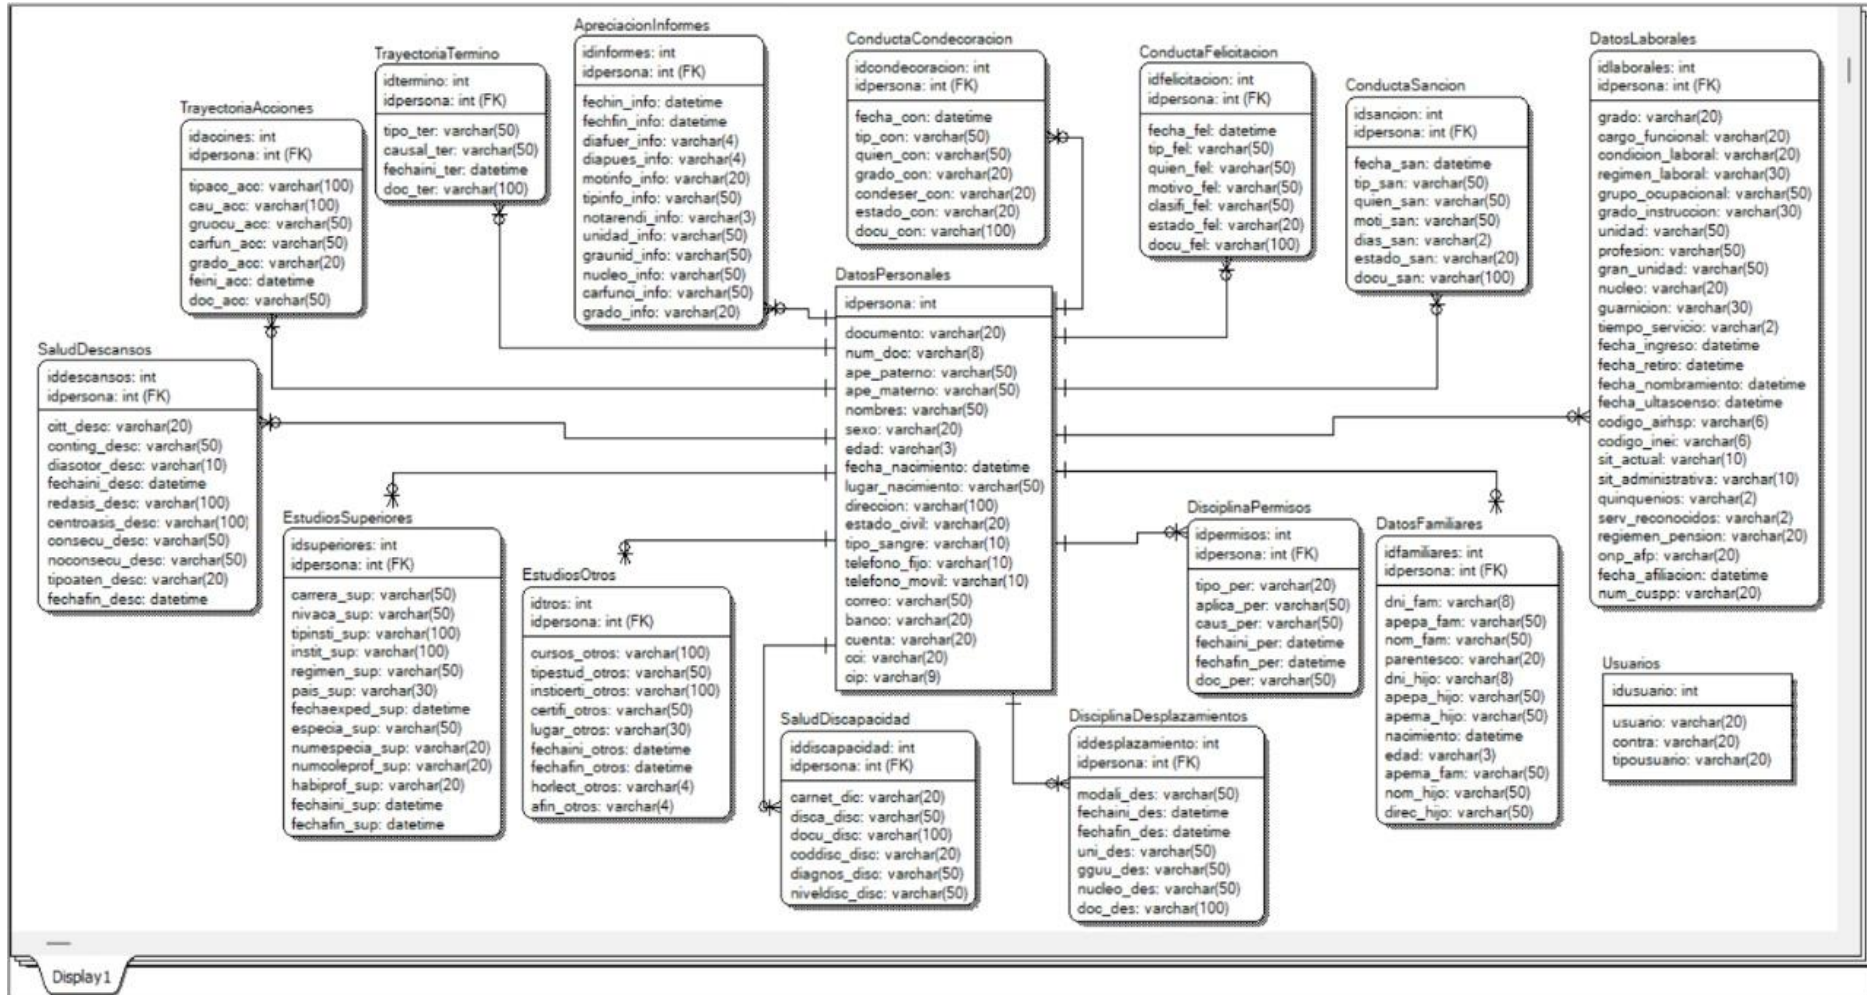 TrayectoriaAcciones
idaccines: int
idpersona: int (FK)
tipacc_acc: varchar(100)
cau_acc: varchar(100)
gruocu_acc: varchar(50)
carfun_acc: varchar(50)
grado_acc: varchar(20)
feini_acc: datetime
doc_acc: varchar(50)
TrayectoriaTermino
idtermino: int
idpersona: int (FK)
tipo_ter: varchar(50)
causal_ter: varchar(50)
fechaini_ter: datetime
doc_ter: varchar(100)
ApreciacionInformes
idinformes: int
idpersona: int (FK)
fechin_info: datetime
fechfin_info: datetime
diafuer_info: varchar(4)
diapues_info: varchar(4)
motinfo_info: varchar(20)
tipinfo_info: varchar(50)
notarendi_info: varchar(3)
unidad_info: varchar(50)
graunid_info: varchar(50)
nucleo_info: varchar(50)
carfunci_info: varchar(50)
grado_info: varchar(20)
ConductaCondecoracion
idcondecoracion: int
idpersona: int (FK)
fecha_con: datetime
tip_con: varchar(50)
quien_con: varchar(50)
grado_con: varchar(20)
condeser_con: varchar(20)
estado_con: varchar(20)
docu_con: varchar(100)
ConductaFelicitacion
idfelicitacion: int
idpersona: int (FK)
fecha_fel: datetime
tip_fel: varchar(50)
quien_fel: varchar(50)
motivo_fel: varchar(50)
clasifi_fel: varchar(50)
estado_fel: varchar(20)
docu_fel: varchar(100)
ConductaSancion
idsancion: int
idpersona: int (FK)
fecha_san: datetime
tip_san: varchar(50)
quien_san: varchar(50)
moti_san: varchar(50)
dias_san: varchar(2)
estado_san: varchar(20)
docu_san: varchar(100)
DatosLaborales
idlaborales: int
idpersona: int (FK)
grado: varchar(20)
cargo_funcional: varchar(20)
condicion_laboral: varchar(20)
regimen_laboral: varchar(30)
grupo_ocupacional: varchar(50)
grado_instruccion: varchar(30)
unidad: varchar(50)
profesion: varchar(50)
gran_unidad: varchar(50)
nucleo: varchar(20)
guarnicion: varchar(30)
tiempo_servicio: varchar(2)
fecha_ingreso: datetime
fecha_retiro: datetime
fecha_nombramiento: datetime
fecha_ultascenso: datetime
codigo_airhsp: varchar(6)
codigo_inei: varchar(6)
sit_actual: varchar(10)
sit_administrativa: varchar(10)
quinquenios: varchar(2)
serv_reconocidos: varchar(2)
regiemen_pension: varchar(20)
onp_afp: varchar(20)
fecha_afiliacion: datetime
num_cuspp: varchar(20)
SaludDescansos
iddescansos: int
idpersona: int (FK)
citt_desc: varchar(20)
conting_desc: varchar(50)
diasotor_desc: varchar(10)
fechaini_desc: datetime
redasis_desc: varchar(100)
centroasis_desc: varchar(100)
consecu_desc: varchar(50)
noconsecu_desc: varchar(50)
tipoaten_desc: varchar(20)
fechafin_desc: datetime
DatosPersonales
idpersona: int
documento: varchar(20)
num_doc: varchar(8)
ape_paterno: varchar(50)
ape_materno: varchar(50)
nombres: varchar(50)
sexo: varchar(20)
edad: varchar(3)
fecha_nacimiento: datetime
lugar_nacimiento: varchar(50)
direccion: varchar(100)
estado_civil: varchar(20)
tipo_sangre: varchar(10)
telefono_fijo: varchar(10)
telefono_movil: varchar(10)
correo: varchar(50)
banco: varchar(20)
cuenta: varchar(20)
cci: varchar(20)
cip: varchar(9)
EstudiosSuperiores
idsuperiores: int
idpersona: int (FK)
carrera_sup: varchar(50)
nivaca_sup: varchar(50)
tipinsti_sup: varchar(100)
instit_sup: varchar(100)
regimen_sup: varchar(50)
pais_sup: varchar(30)
fechaexped_sup: datetime
especia_sup: varchar(50)
numespecia_sup: varchar(20)
numcoleprof_sup: varchar(20)
habiprof_sup: varchar(20)
fechaini_sup: datetime
fechafin_sup: datetime
EstudiosOtros
idtros: int
idpersona: int (FK)
cursos_otros: varchar(100)
tipestud_otros: varchar(50)
insticerti_otros: varchar(100)
certifi_otros: varchar(50)
lugar_otros: varchar(30)
fechaini_otros: datetime
fechafin_otros: datetime
horlect_otros: varchar(4)
afin_otros: varchar(4)
DisciplinaPermisos
idpermisos: int
idpersona: int (FK)
tipo_per: varchar(20)
aplica_per: varchar(50)
caus_per: varchar(50)
fechaini_per: datetime
fechafin_per: datetime
doc_per: varchar(50)
DatosFamiliares
idfamiliares: int
idpersona: int (FK)
dni_fam: varchar(8)
apepa_fam: varchar(50)
nom_fam: varchar(50)
parentesco: varchar(20)
dni_hijo: varchar(8)
apepa_hijo: varchar(50)
apema_hijo: varchar(50)
nacimiento: datetime
edad: varchar(3)
apema_fam: varchar(50)
nom_hijo: varchar(50)
direc_hijo: varchar(50)
Usuarios
idusuario: int
usuario: varchar(20)
contra: varchar(20)
tipousuario: varchar(20)
SaludDiscapacidad
iddiscapacidad: int
idpersona: int (FK)
carnet_dic: varchar(20)
disca_disc: varchar(50)
docu_disc: varchar(100)
coddisc_disc: varchar(20)
diagnos_disc: varchar(50)
niveldisc_disc: varchar(50)
DisciplinaDesplazamientos
iddesplazamiento: int
idpersona: int (FK)
modali_des: varchar(50)
fechaini_des: datetime
fechafin_des: datetime
uni_des: varchar(50)
gguu_des: varchar(50)
nucleo_des: varchar(50)
doc_des: varchar(100)
Display1